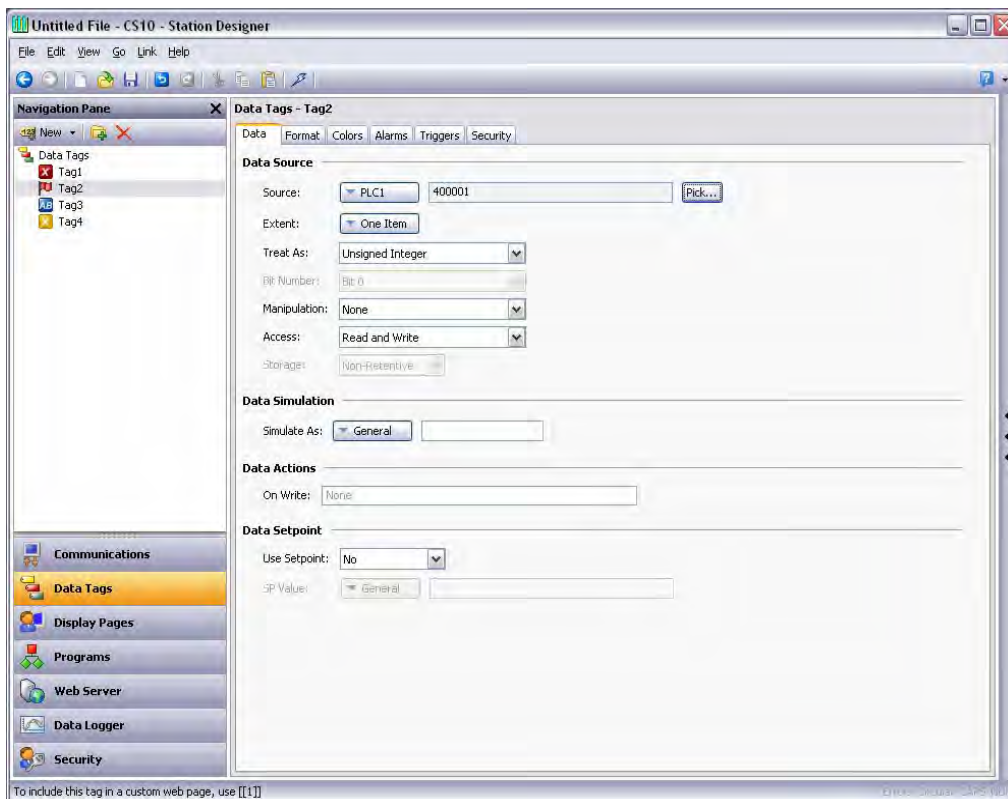 Untitled File - CS10 - Station Designer
File Edit View Go Link Help
Navigation Pane
New
Data Tags
Tag1
Tag2
Tag3
Tag4
Communications
Data Tags
Display Pages
Programs
Web Server
Data Logger
Security
Data Tags - Tag2
Data Format Colors Alarms Triggers Security
Data Source
Source: PLC1 400001 Pick...
Extent: One Item
Treat As: Unsigned Integer
Bit Number: Bit 0
Manipulation: None
Access: Read and Write
Storage: Non-Retentive
Data Simulation
Simulate As: General
Data Actions
On Write: None
Data Setpoint
Use Setpoint: No
SP Value: General
To include this tag in a custom web page, use [[1]]